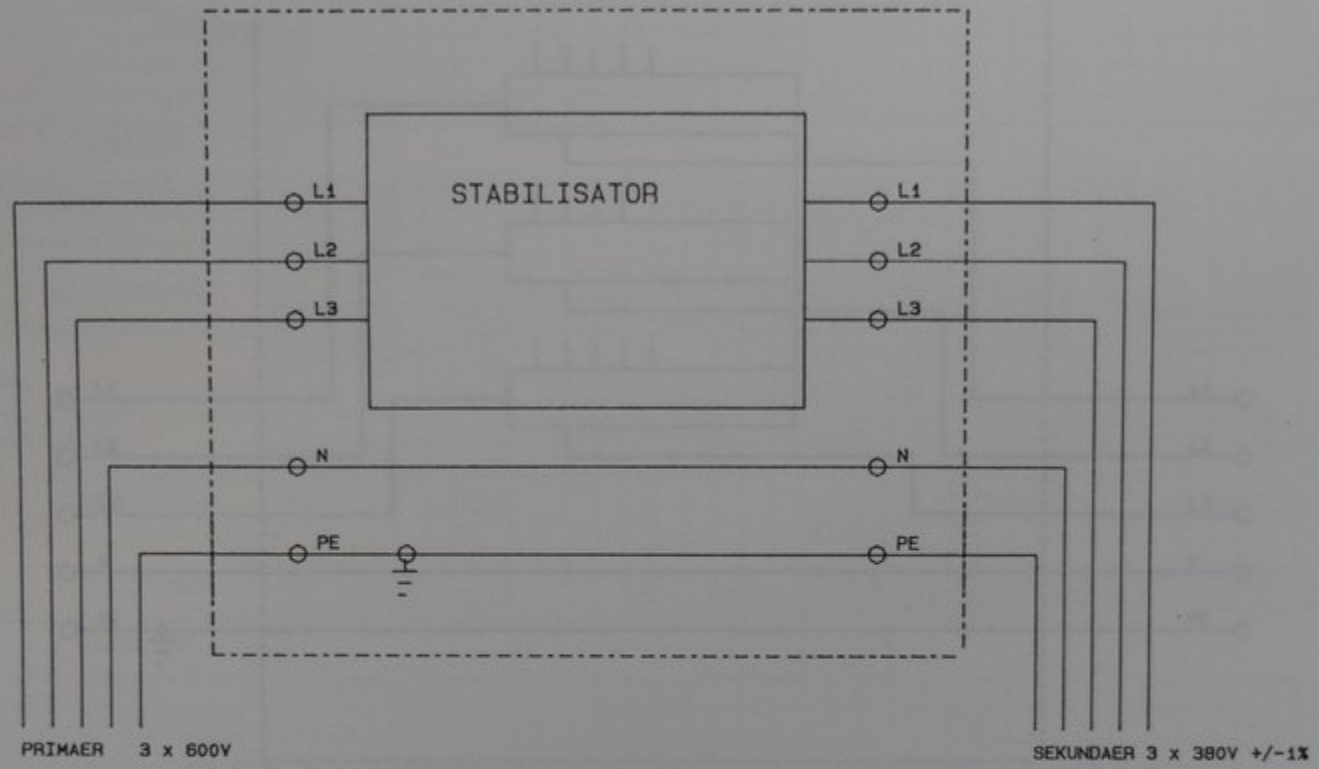 STABILISATOR
L1 L1
L2 L2
L3 L3
N N
PE PE
PRIMAER 3 x 600V
SEKUNDAER 3 x 380V +/-1%